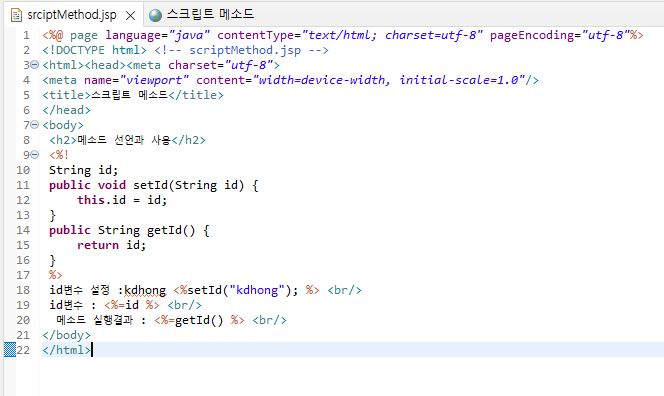 srciptMethod.jsp 스크립트 메소드
1 <%@ page language="java" contentType="text/html; charset=utf-8" pageEncoding="utf-8"%>
2 <!DOCTYPE html> <!-- scriptMethod.jsp -->
3 <html><head><meta charset="utf-8">
4 <meta name="viewport" content="width=device-width, initial-scale=1.0"/>
5 <title>스크립트 메소드</title>
6 </head>
7 <body>
8 <h2>메소드 선언과 사용</h2>
9 <%!
10 String id;
11 public void setId(String id) {
12 this.id = id;
13 }
14 public String getId() {
15 return id;
16 }
17 %>
18 id변수 설정 :kdhong <%setId("kdhong"); %> <br/>
19 id변수 : <%=id %> <br/>
20 메소드 실행결과 : <%=getId() %> <br/>
21 </body>
22 </html>